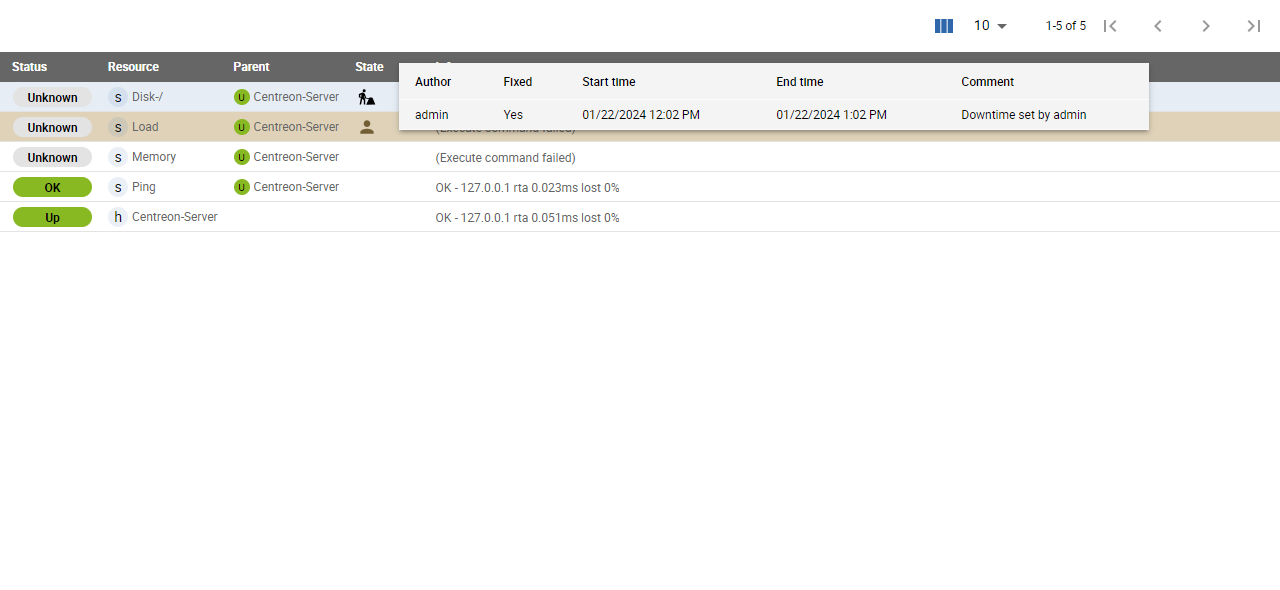 10 1-5 of 5
Status Resource Parent State
Author Fixed Start time End time Comment
Unknown s Disk-/ U Centreon-Server
admin Yes 01/22/2024 12:02 PM 01/22/2024 1:02 PM Downtime set by admin
Unknown s Load U Centreon-Server (Execute command failed)
Unknown s Memory U Centreon-Server (Execute command failed)
OK s Ping U Centreon-Server OK - 127.0.0.1 rta 0.023ms lost 0%
Up h Centreon-Server OK - 127.0.0.1 rta 0.051ms lost 0%